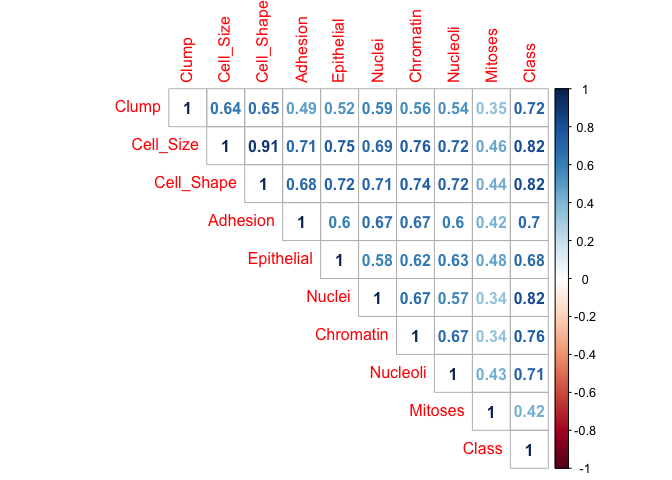 Clump Cell_Size Cell_Shape Adhesion Epithelial Nuclei Chromatin Nucleoli Mitoses Class
Clump 1 0.64 0.65 0.49 0.52 0.59 0.56 0.54 0.35 0.72
Cell_Size 1 0.91 0.71 0.75 0.69 0.76 0.72 0.46 0.82
Cell_Shape 1 0.68 0.72 0.71 0.74 0.72 0.44 0.82
Adhesion 1 0.6 0.67 0.67 0.6 0.42 0.7
Epithelial 1 0.58 0.62 0.63 0.48 0.68
Nuclei 1 0.67 0.57 0.34 0.82
Chromatin 1 0.67 0.34 0.76
Nucleoli 1 0.43 0.71
Mitoses 1 0.42
Class 1
1
0.8
0.6
0.4
0.2
0
-0.2
-0.4
-0.6
-0.8
-1